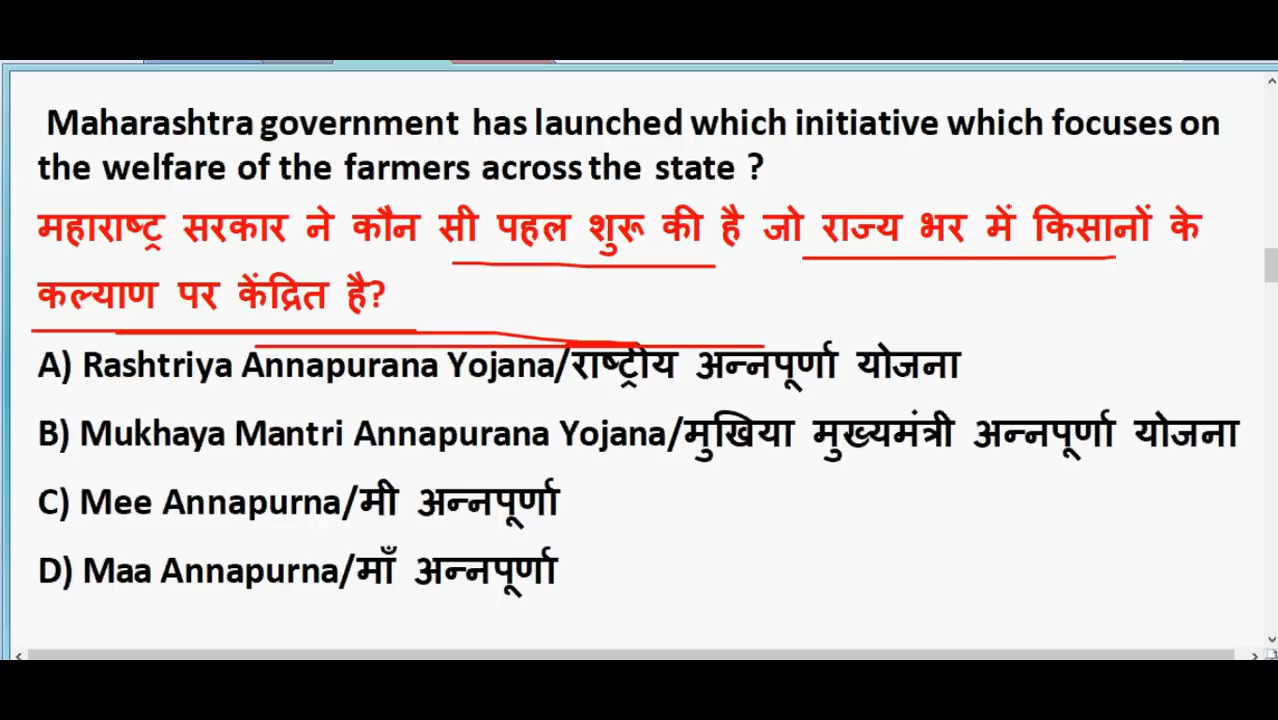 Maharashtra government has launched which initiative which focuses on
the welfare of the farmers across the state ?
महाराष्ट्र सरकार ने कौन सी पहल शुरू की है जो राज्य भर में किसानों के
कल्याण पर केंद्रित है?
A) Rashtriya Annapurana Yojana/राष्ट्रीय अन्नपूर्णा योजना
B) Mukhaya Mantri Annapurana Yojana/मुखिया मुख्यमंत्री अन्नपूर्णा योजना
C) Mee Annapurna/मी अन्नपूर्णा
D) Maa Annapurna/माँ अन्नपूर्णा